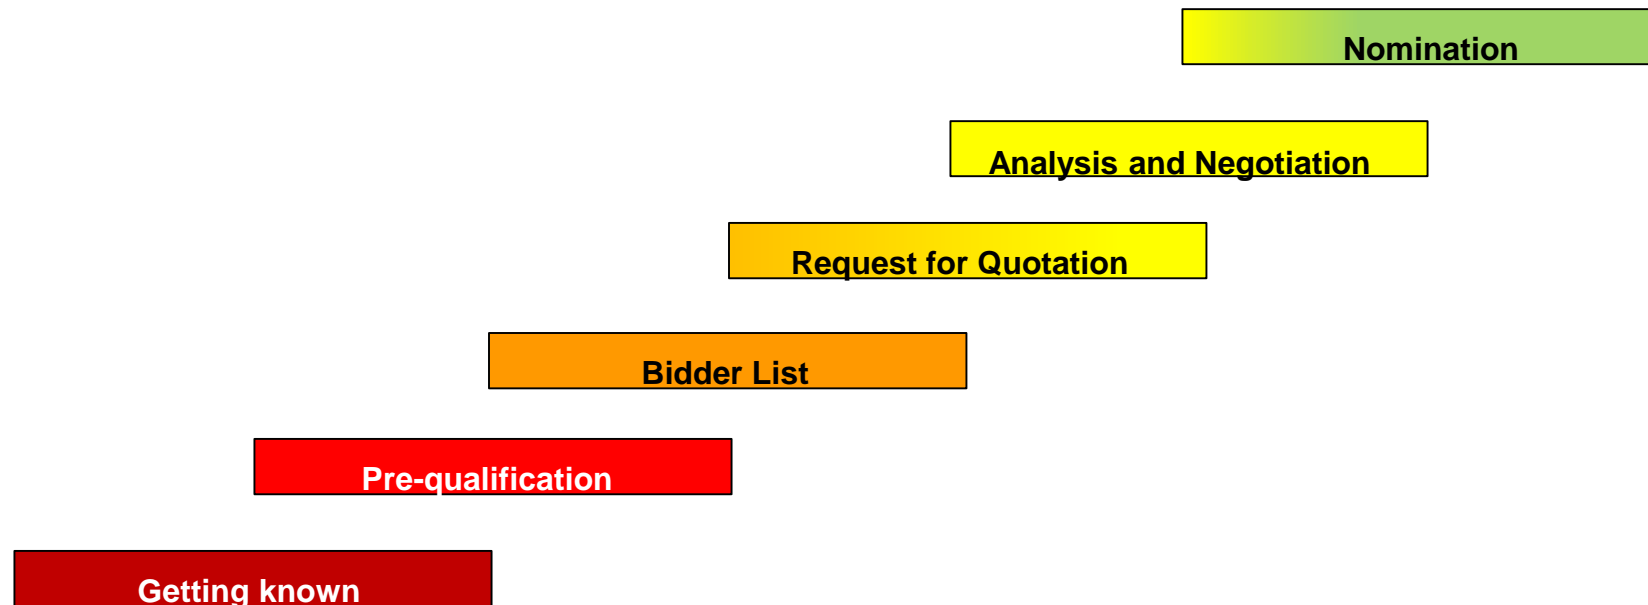 Nomination
Analysis and Negotiation
Request for Quotation
Bidder List
Pre-qualification
Getting known